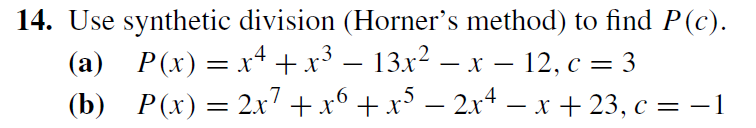 14. Use synthetic division (Horner's method) to find P(c).
(a) P(x) = x⁴ + x³ − 13x² − x − 12, c = 3
(b) P(x) = 2x⁷ + x⁶ + x⁵ − 2x⁴ − x + 23, c = −1